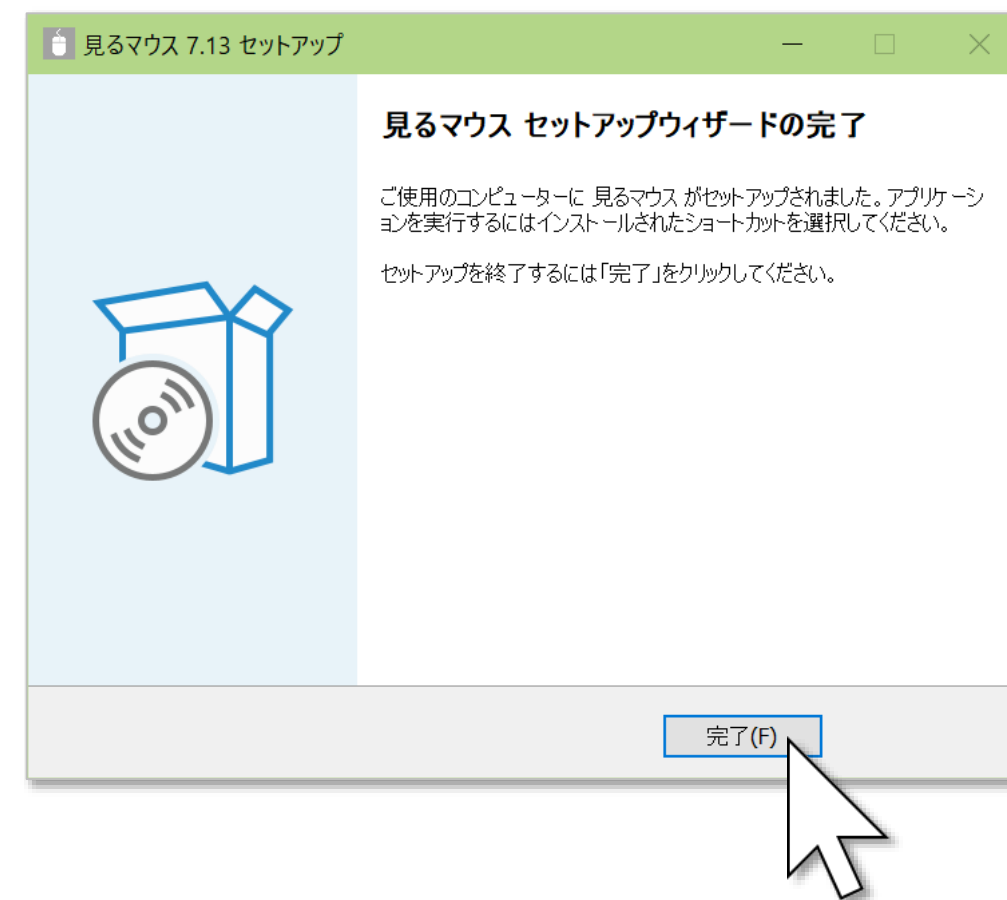 見るマウス 7.13 セットアップ
見るマウス セットアップウィザードの完了
ご使用のコンピューターに 見るマウス がセットアップされました。アプリケーシ
ョンを実行するにはインストールされたショートカットを選択してください。
セットアップを終了するには「完了」をクリックしてください。
完了(F)